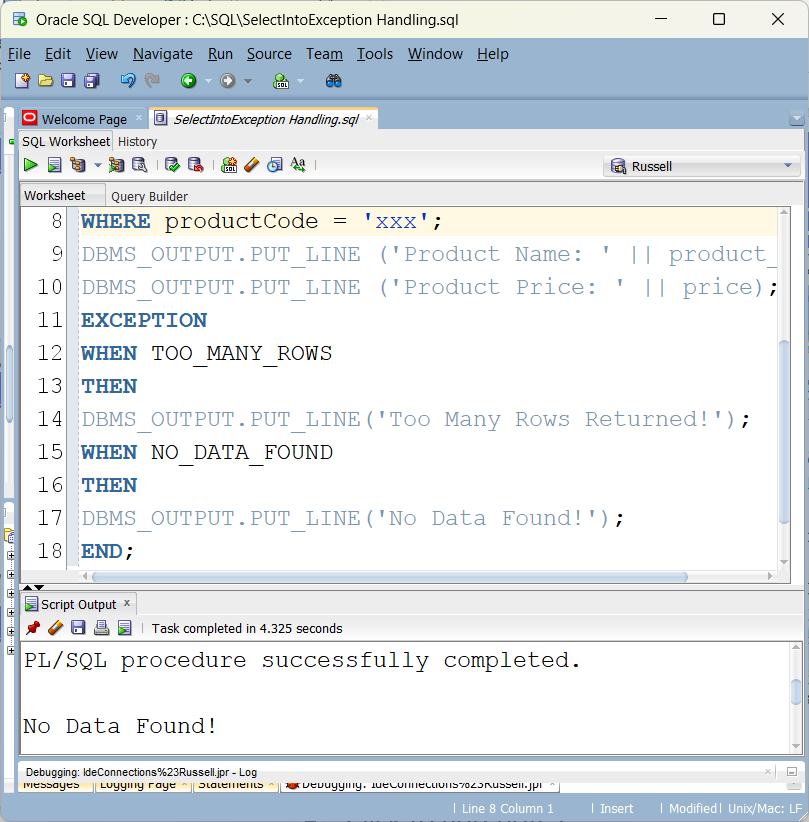 Oracle SQL Developer : C:\SQL\SelectIntoException Handling.sql
File Edit View Navigate Run Source Team Tools Window Help
Welcome Page SelectIntoException Handling.sql
SQL Worksheet History
Russell
Worksheet Query Builder
8 WHERE productCode = 'xxx';
9 DBMS_OUTPUT.PUT_LINE ('Product Name: ' || product_
10 DBMS_OUTPUT.PUT_LINE ('Product Price: ' || price);
11 EXCEPTION
12 WHEN TOO_MANY_ROWS
13 THEN
14 DBMS_OUTPUT.PUT_LINE('Too Many Rows Returned!');
15 WHEN NO_DATA_FOUND
16 THEN
17 DBMS_OUTPUT.PUT_LINE('No Data Found!');
18 END;
Script Output x
Task completed in 4.325 seconds
PL/SQL procedure successfully completed.
No Data Found!
Debugging: IdeConnections%23Russell.jpr - Log
Messages Logging Page Statements Debugging: IdeConnections%23Russell.jpr
Line 8 Column 1 Insert Modified Unix/Mac: LF